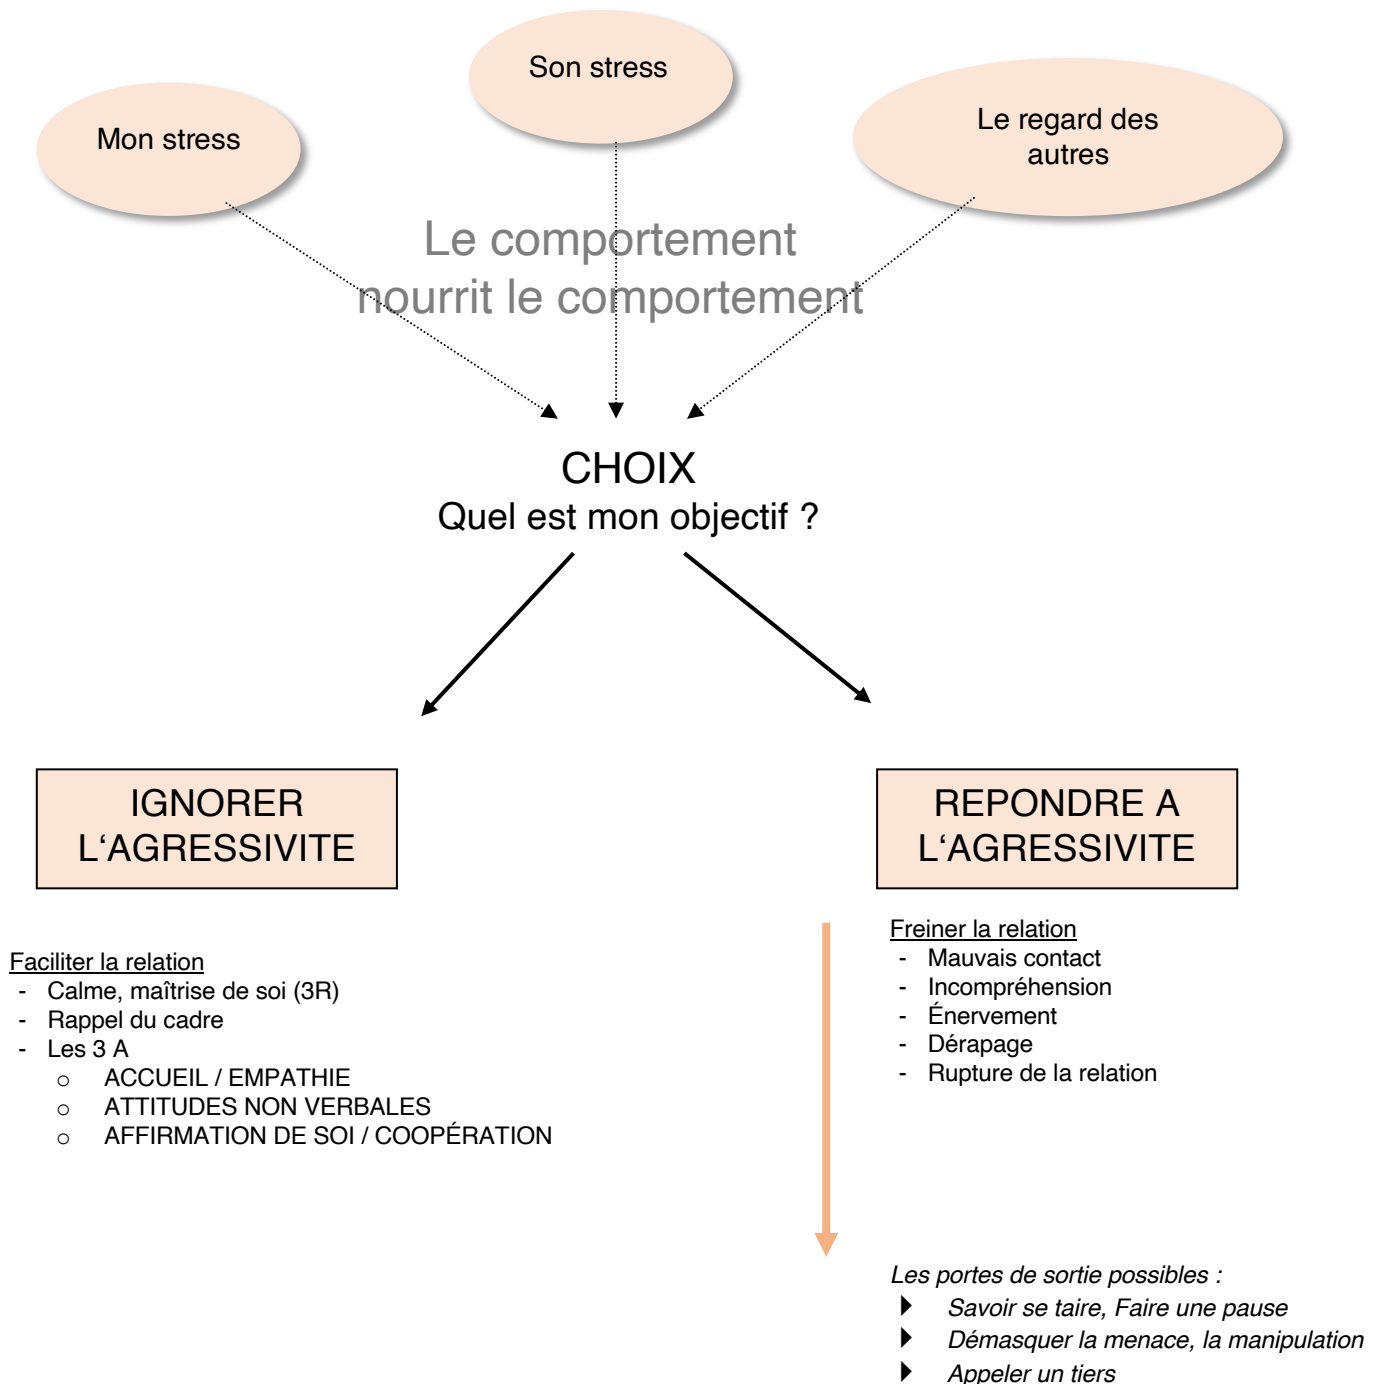 Son stress
Mon stress
Le regard des
autres
Le comportement
nourrit le comportement
CHOIX
Quel est mon objectif ?
IGNORER
L‘AGRESSIVITE
REPONDRE A
L‘AGRESSIVITE
Faciliter la relation
- Calme, maîtrise de soi (3R)
- Rappel du cadre
- Les 3 A
o ACCUEIL / EMPATHIE
o ATTITUDES NON VERBALES
o AFFIRMATION DE SOI / COOPÉRATION
Freiner la relation
- Mauvais contact
- Incompréhension
- Énervement
- Dérapage
- Rupture de la relation
Les portes de sortie possibles :
Savoir se taire, Faire une pause
Démasquer la menace, la manipulation
Appeler un tiers